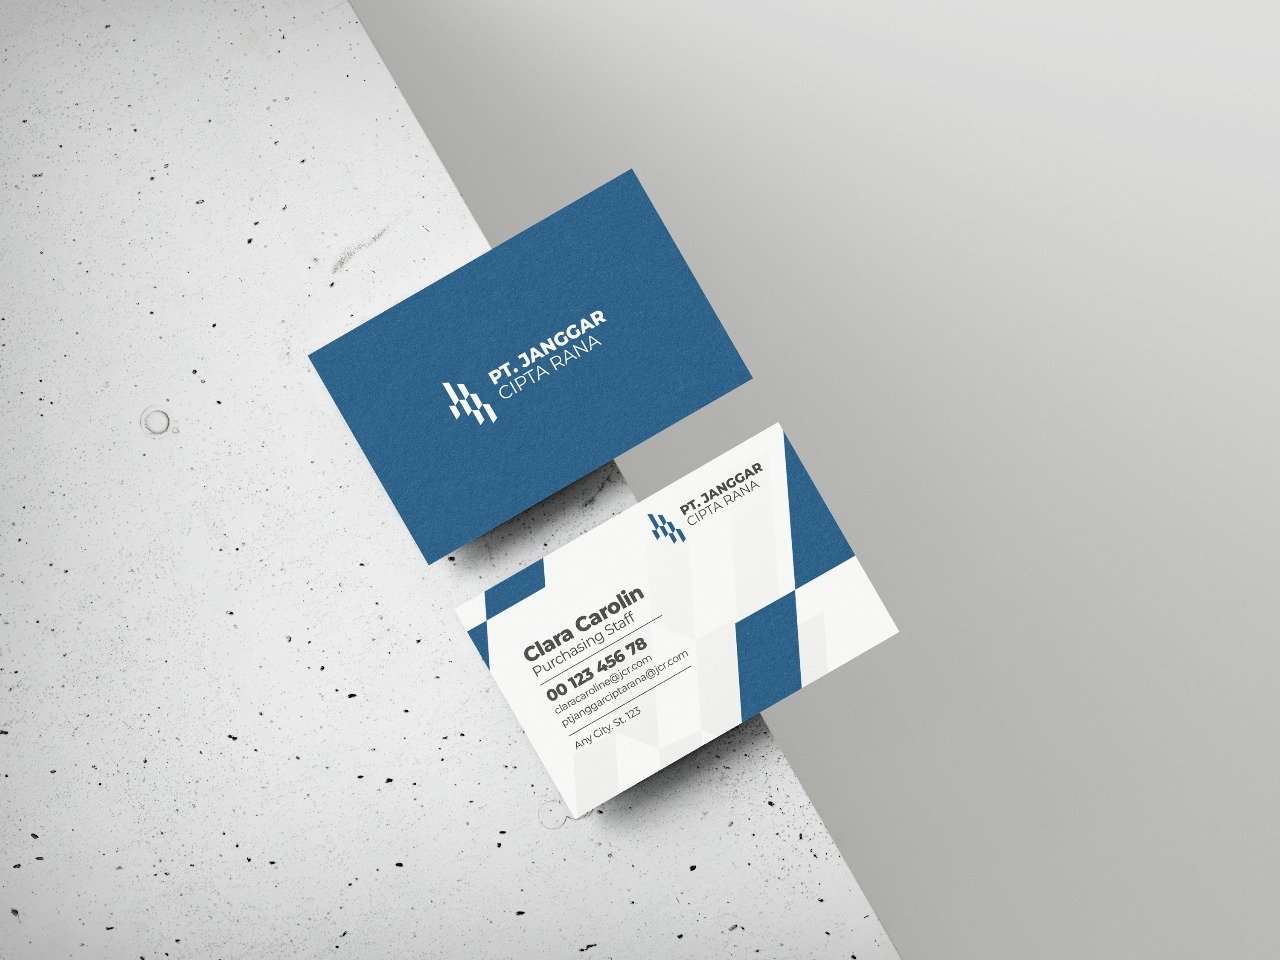 PT. JANGGAR
CIPTA RANA
PT. JANGGAR
CIPTA RANA
Clara Carolin
Purchasing Staff
00 123 456 78
claracaroline@jcr.com
ptjanggarciptarana@jcr.com
Any City. St. 123